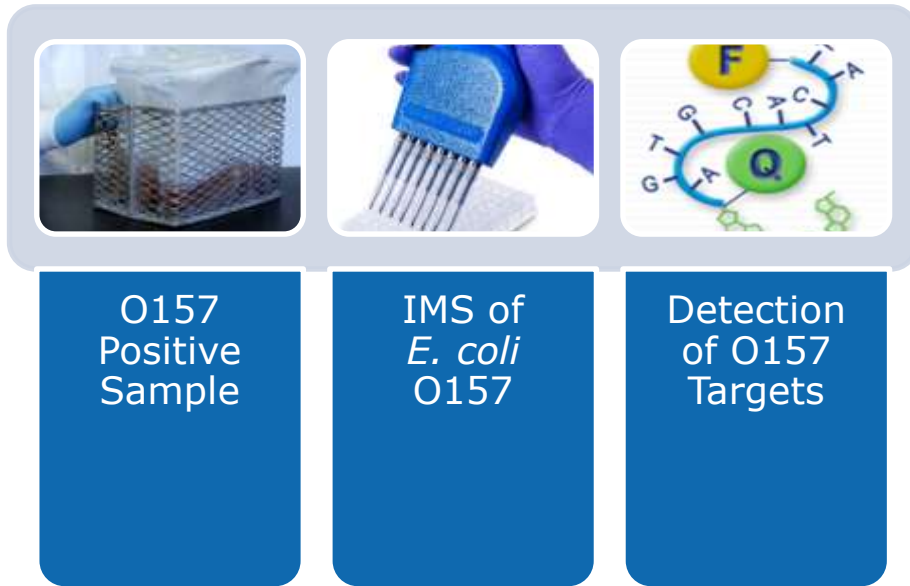 F
A
C
T
A
C
G
T
G
A
Q
O157
Positive
Sample
IMS of
E. coli
O157
Detection
of O157
Targets